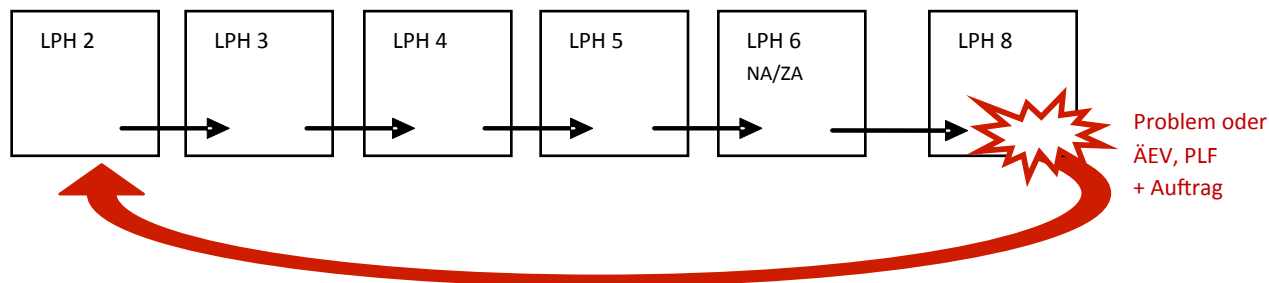 LPH 2
LPH 3
LPH 4
LPH 5
LPH 6
NA/ZA
LPH 8
Problem oder
ÄEV, PLF
+ Auftrag